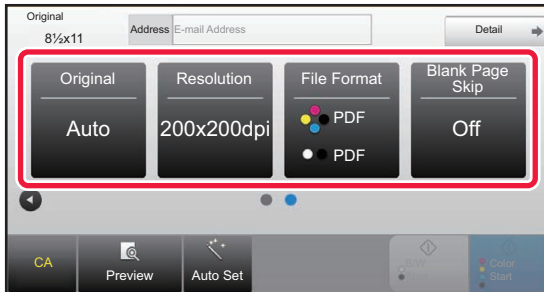 Original
8½x11
Address
E-mail Address
Detail
Original
Auto
Resolution
200x200dpi
File Format
PDF
PDF
Blank Page
Skip
Off
CA
Preview
Auto Set
B/W
Start
Color
Start